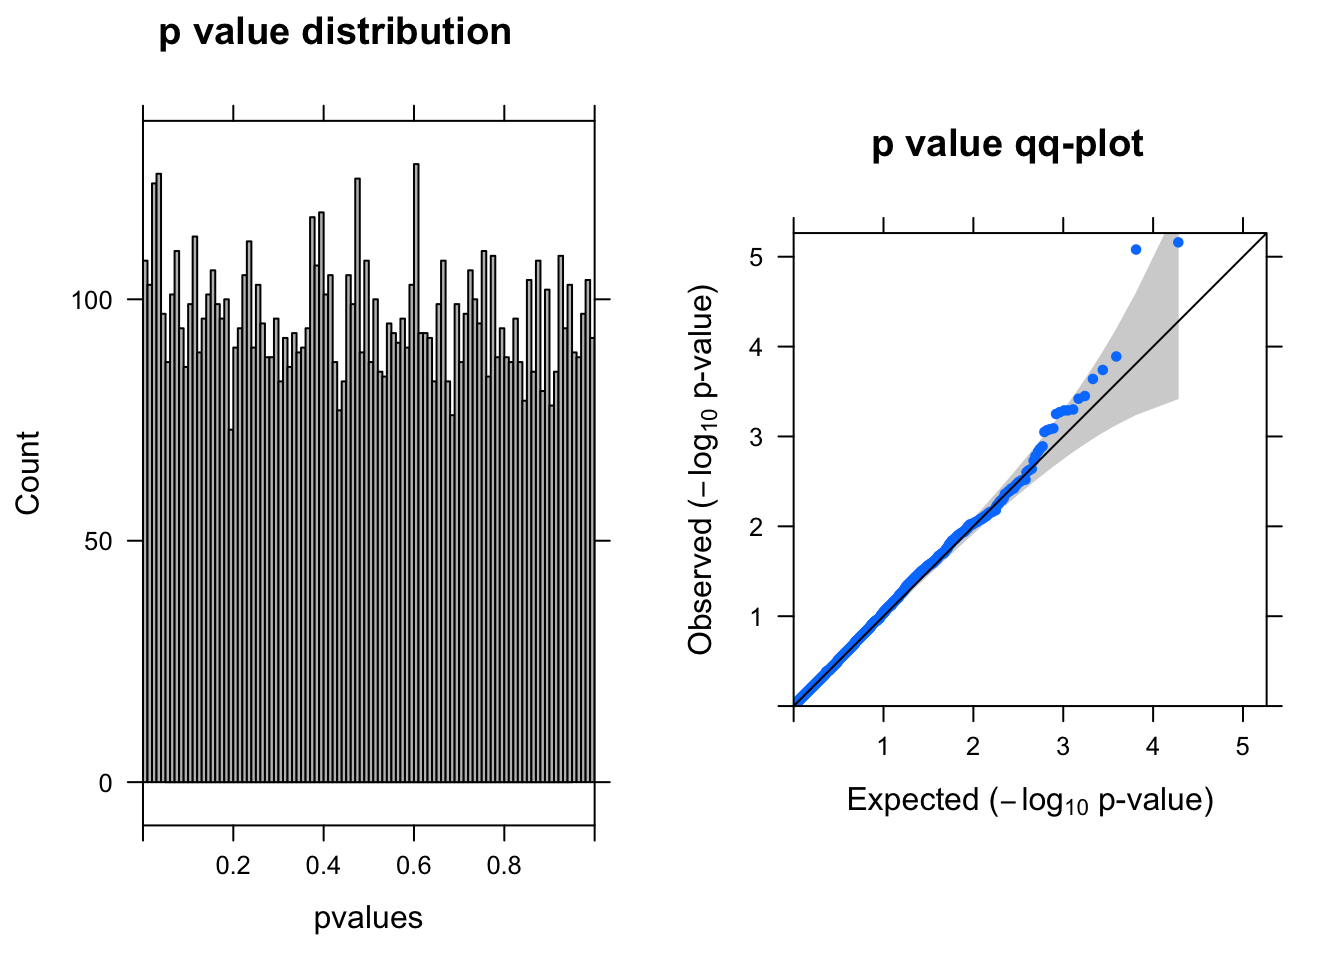 p value distribution
100
50
0
Count
0.2 0.4 0.6 0.8
pvalues
p value qq-plot
5
4
3
2
1
Observed (−log10 p-value)
1 2 3 4 5
Expected (−log10 p-value)